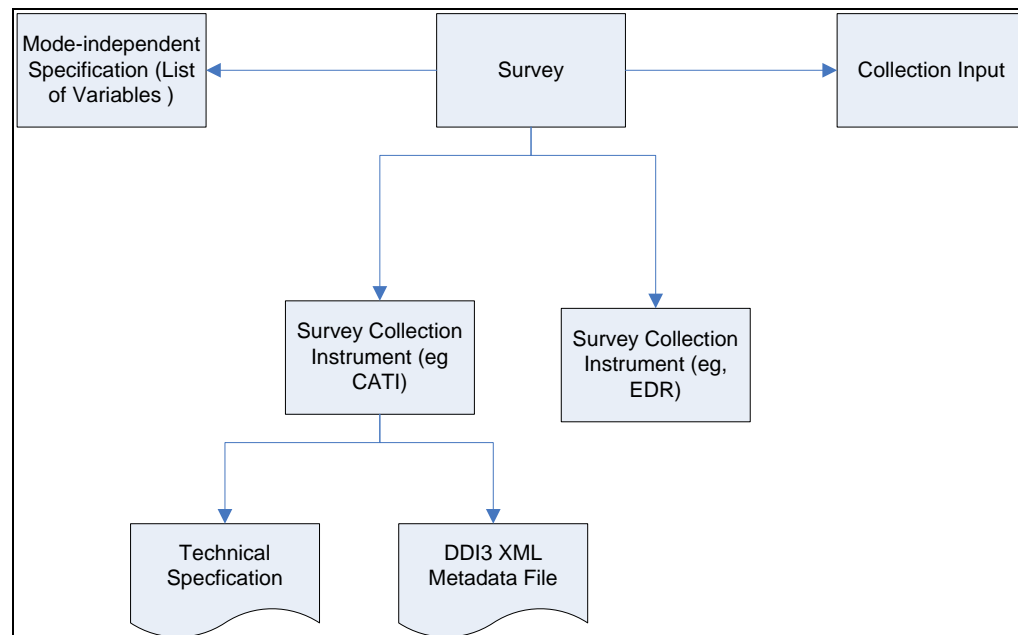 Mode-independent
Specification (List
of Variables )
Survey
Collection Input
Survey Collection
Instrument (eg
CATI)
Survey Collection
Instrument (eg,
EDR)
Technical
Specfication
DDI3 XML
Metadata File